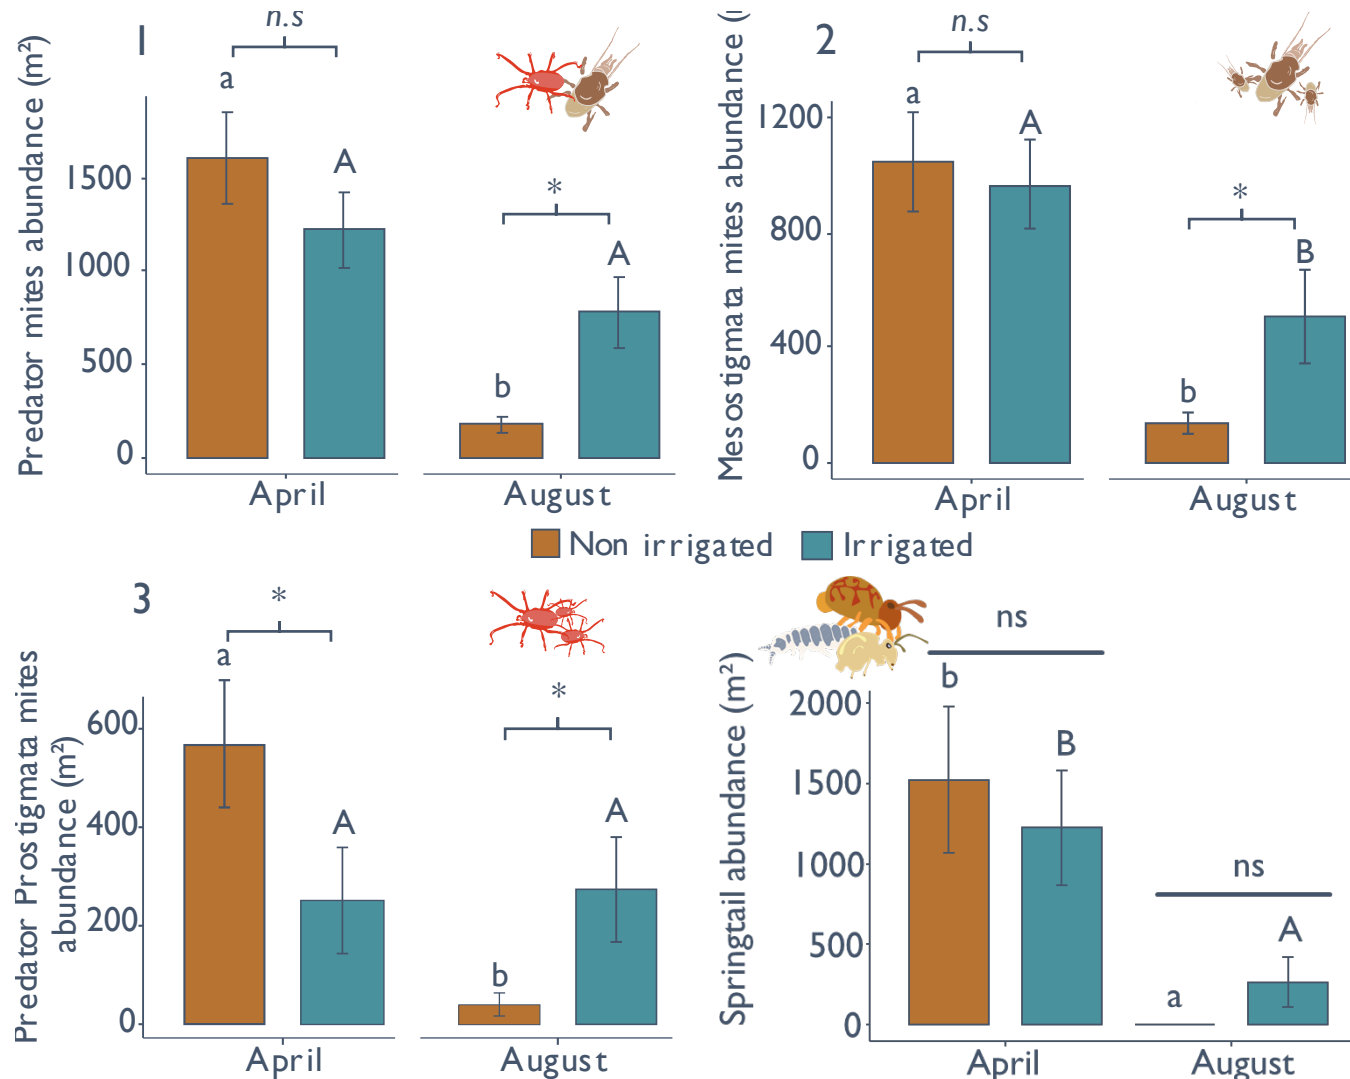 1
n.s
a
A
*
A
b
Predator mites abundance (m²)
1500
1000
500
0
April
August
2
n.s
a
A
*
B
b
Mesostigmata mites abundance (
1200
800
400
0
April
August
Non irrigated
Irrigated
3
*
a
A
*
A
b
Predator Prostigmata mites
abundance (m²)
600
400
200
0
April
August
ns
b
B
ns
A
a
Springtail abundance (m²)
2000
1500
1000
500
0
April
August